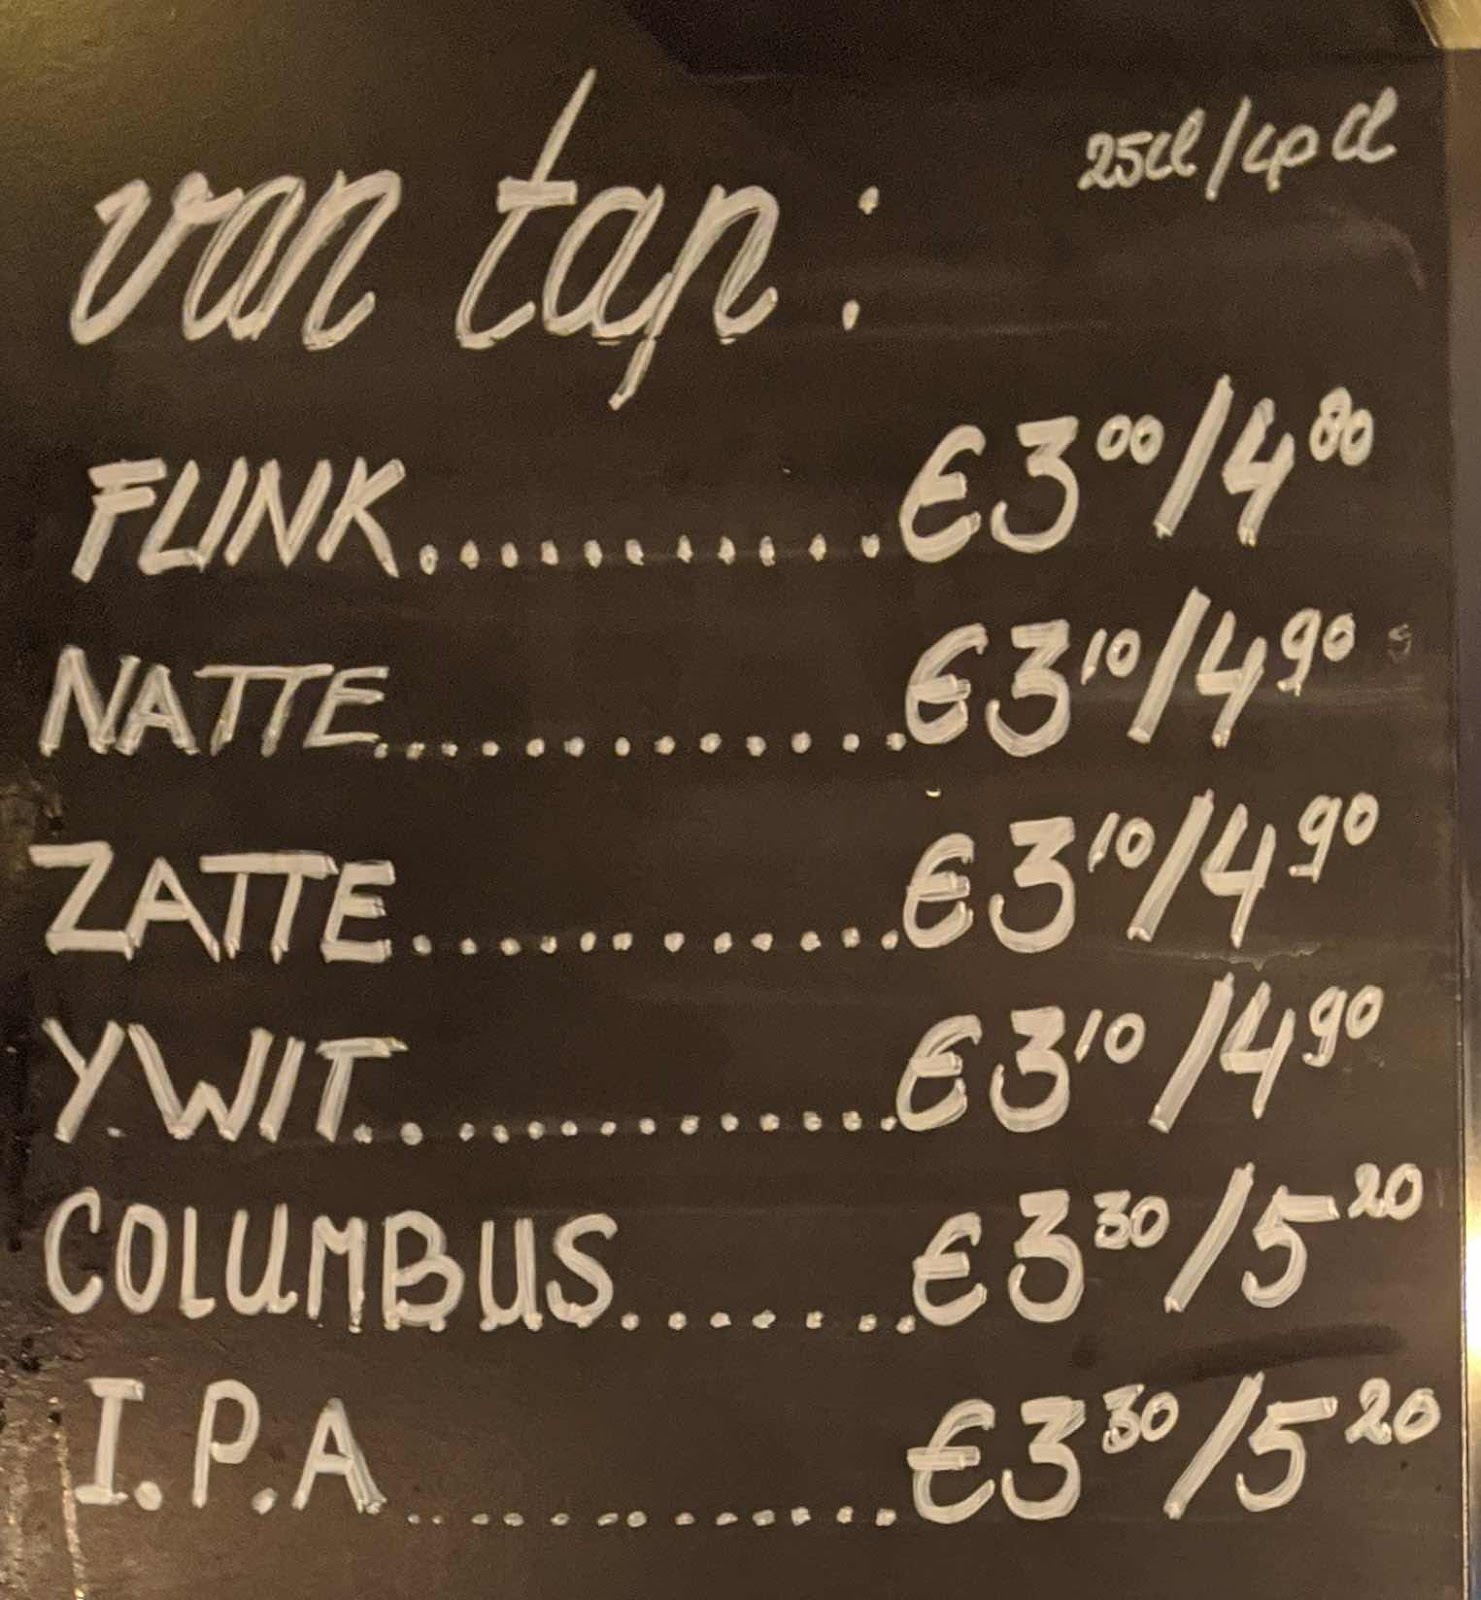 van tap: 25cl/40cl
FLINK............€3⁰⁰/4⁸⁰
NATTE...............€3¹⁰/4⁹⁰
ZATTE.............€3¹⁰/4⁹⁰
YWIT..............€3¹⁰/4⁹⁰
COLUMBUS.......€3³⁰/5²⁰
I.P.A.............€3³⁰/5²⁰